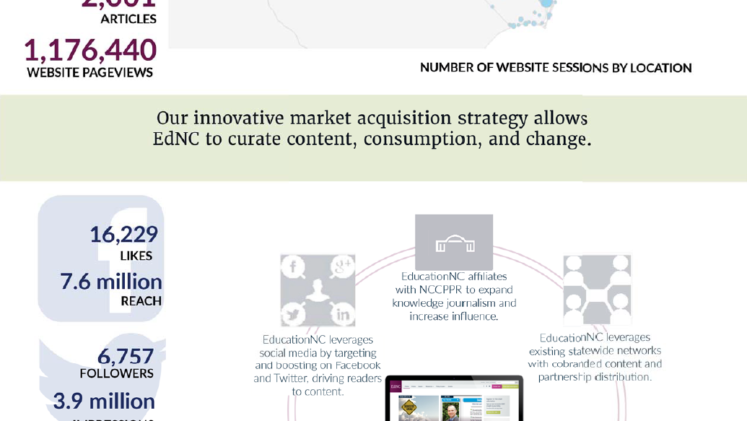 ARTICLES
1,176,440
WEBSITE PAGEVIEWS
NUMBER OF WEBSITE SESSIONS BY LOCATION
Our innovative market acquisition strategy allows
EdNC to curate content, consumption, and change.
16,229
LIKES
7.6 million
REACH
6,757
FOLLOWERS
3.9 million
EducationNC affiliates
with NCCPPR to expand
knowledge journalism and
increase influence.
EducationNC leverages
social media by targeting
and boosting on Facebook
and Twitter, driving readers
to content.
EducationNC leverages
existing statewide networks
with cobranded content and
partnership distribution.